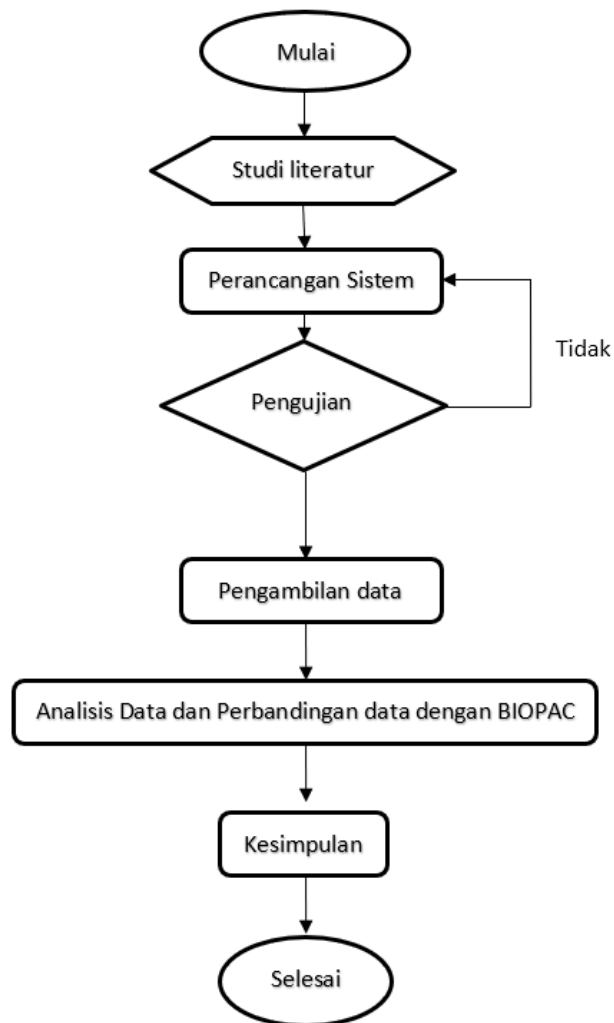 Mulai
Studi literatur
Perancangan Sistem
Tidak
Pengujian
Pengambilan data
Analisis Data dan Perbandingan data dengan BIOPAC
Kesimpulan
Selesai